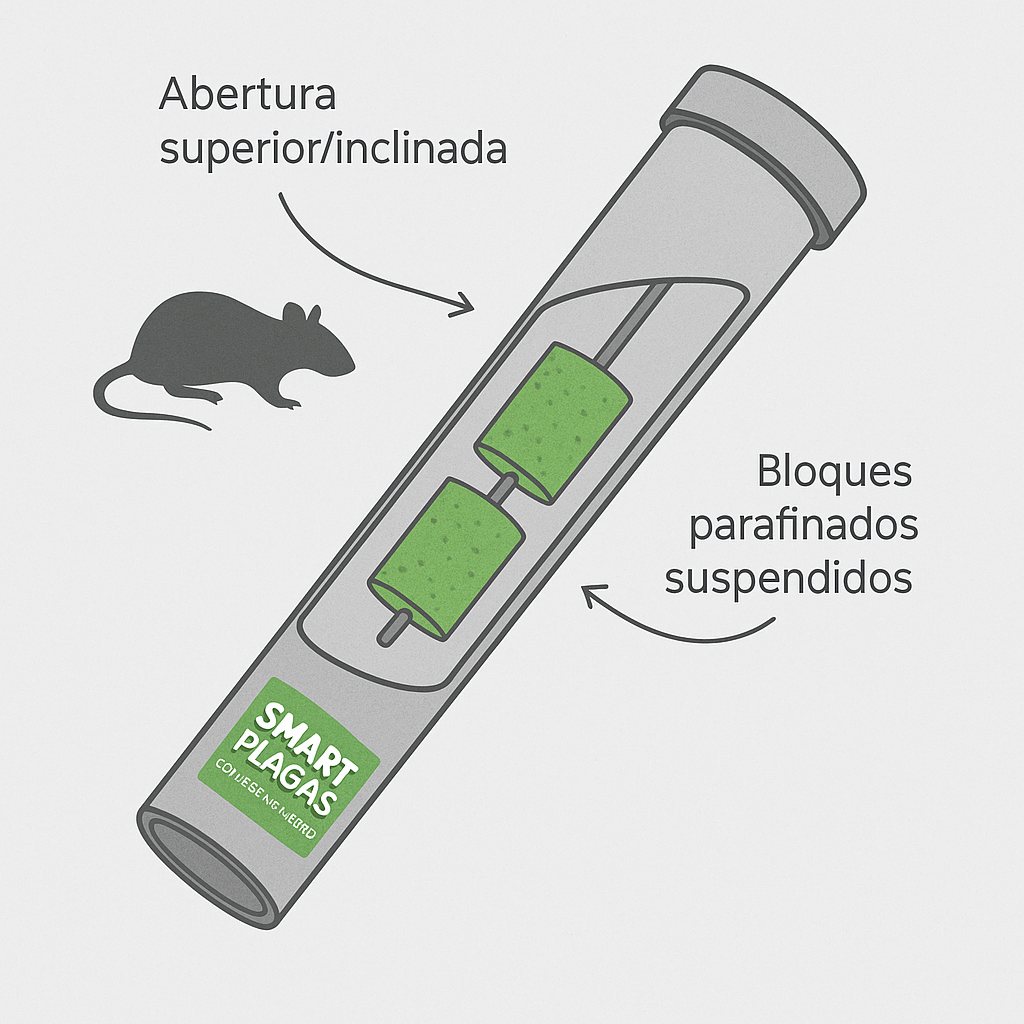 Abertura
superior/inclinada
Bloques
parafinados
suspendidos
SMART
PLAGAS